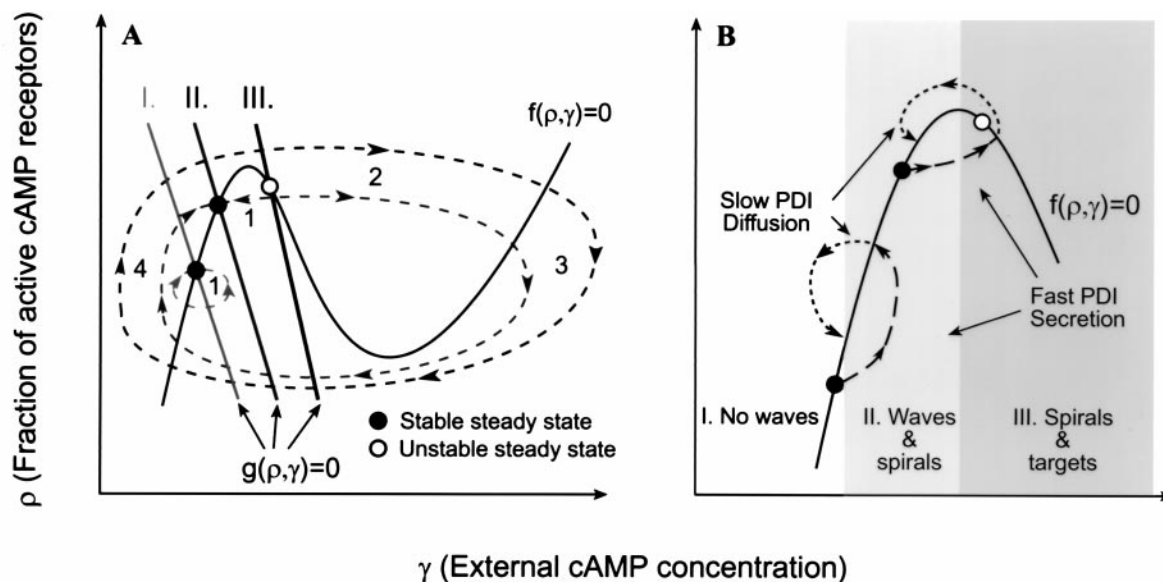 A
B
I.
II.
III.
f(ρ,γ)=0
2
1
4
3
1
Stable steady state
Unstable steady state
g(ρ,γ)=0
Slow PDI
Diffusion
f(ρ,γ)=0
Fast PDI
Secretion
I. No waves
II. Waves
&
spirals
III. Spirals
&
targets
ρ (Fraction of active cAMP receptors)
γ (External cAMP concentration)